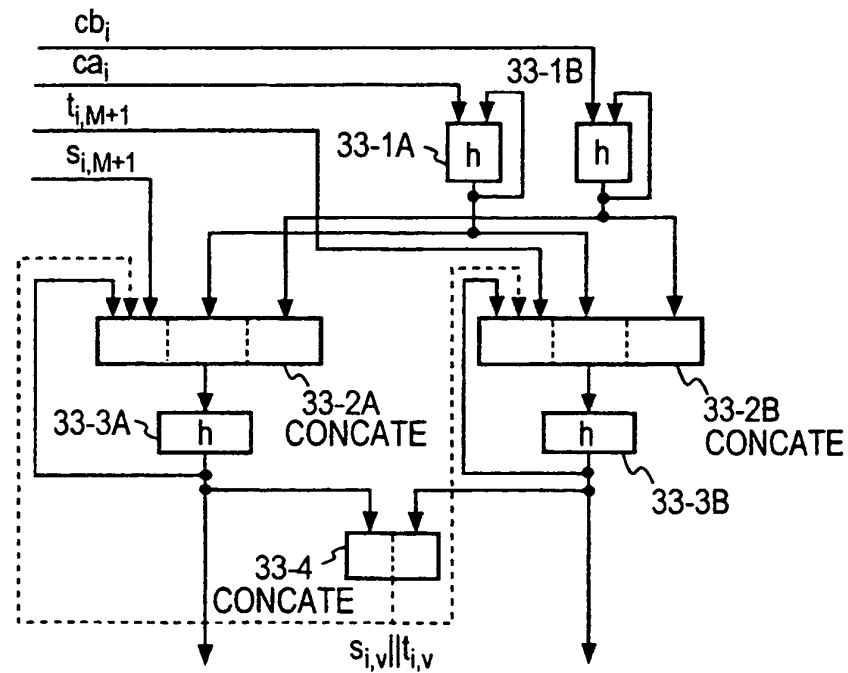 cb_i
ca_i
33-1B
t_{i,M+1}
33-1A
h
h
s_{i,M+1}
33-2A
CONCATE
33-2B
CONCATE
33-3A
h
h
33-3B
33-4
CONCATE
s_{i,v}||t_{i,v}